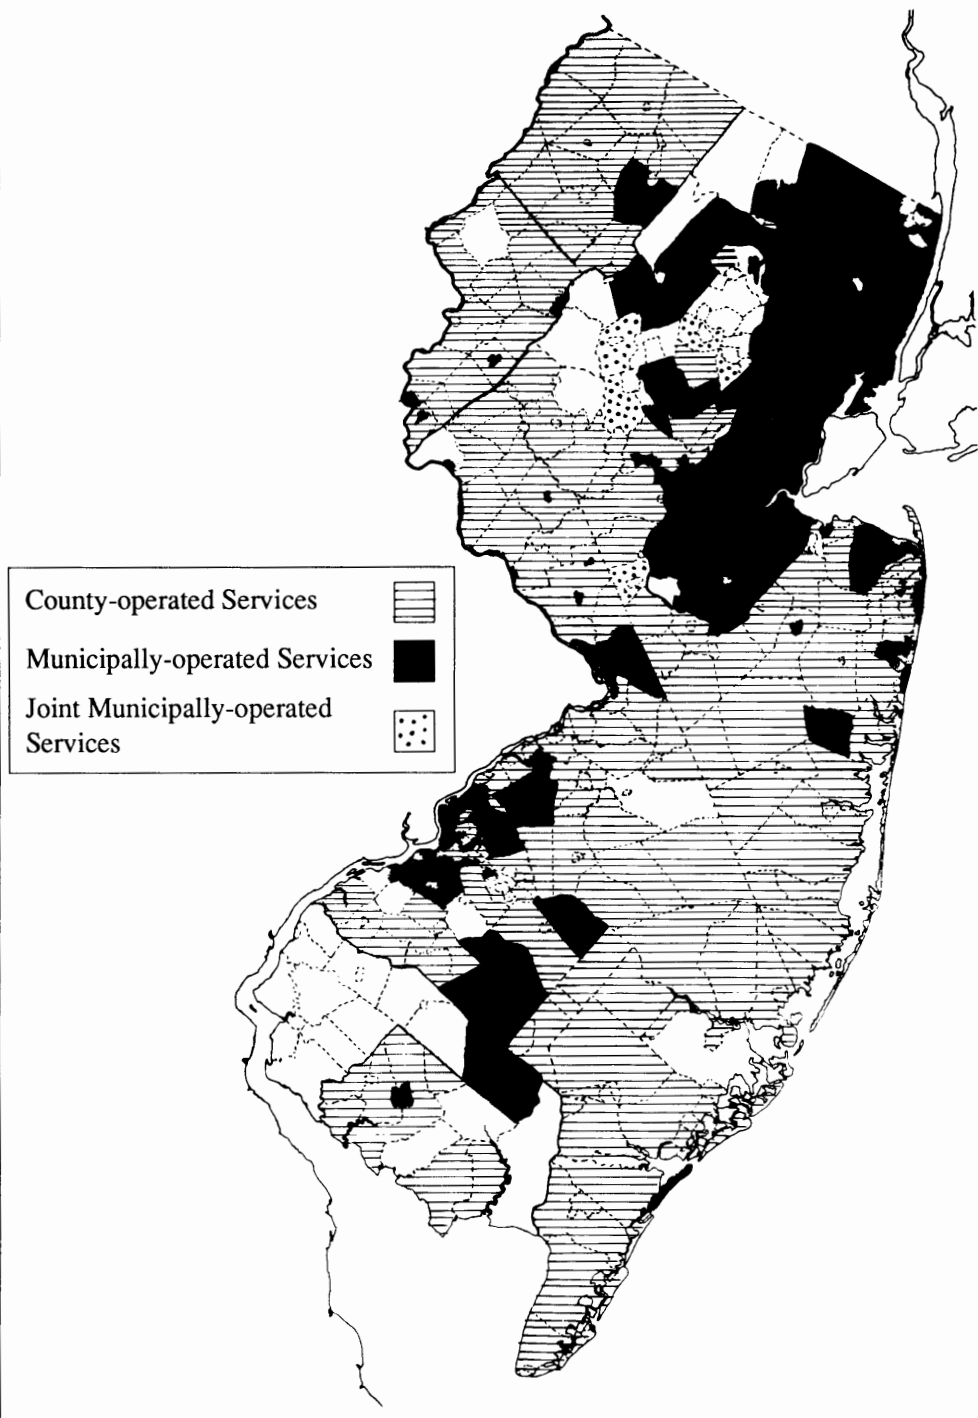 County-operated Services
Municipally-operated Services
Joint Municipally-operated
Services